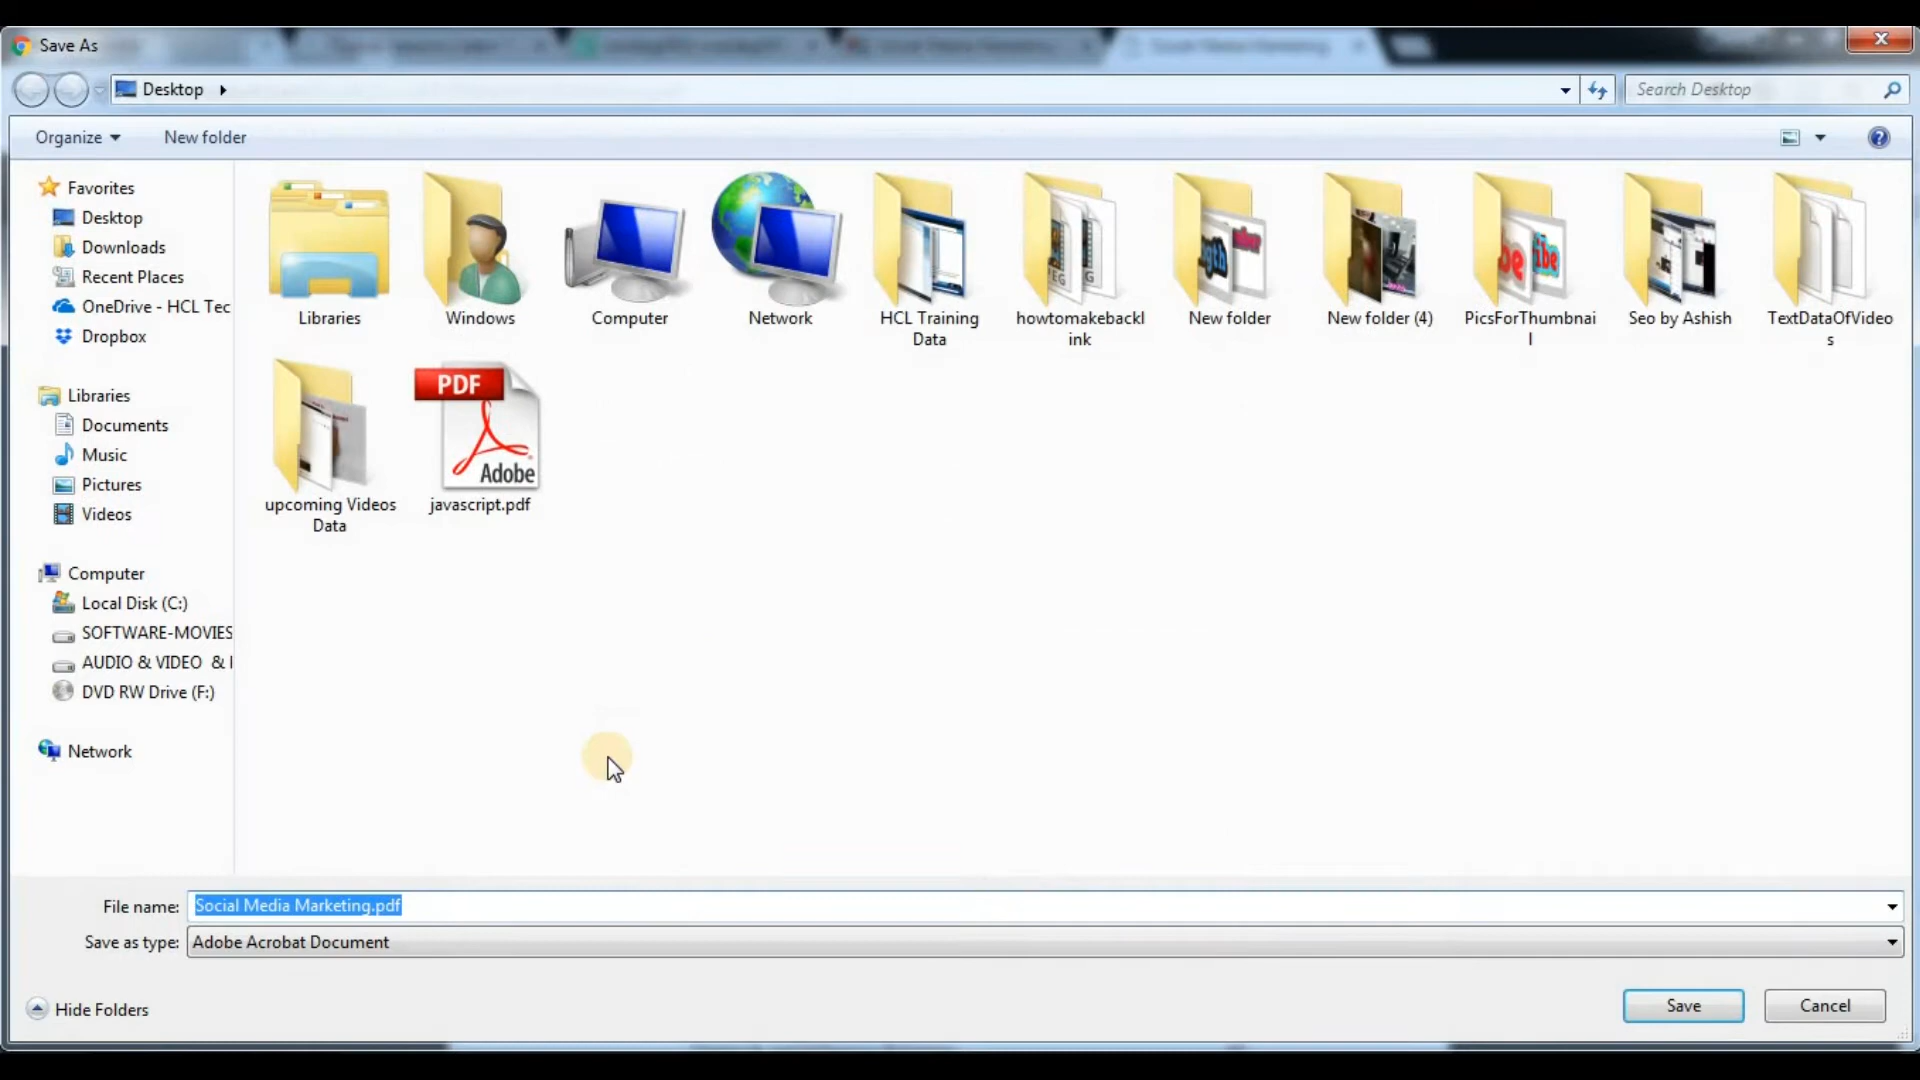 Save As
Desktop
Search Desktop
Organize
New folder
Favorites
Desktop
Downloads
Recent Places
OneDrive - HCL Tec
Dropbox
Libraries
Documents
Music
Pictures
Videos
Computer
Local Disk (C:)
SOFTWARE-MOVIES
AUDIO & VIDEO & I
DVD RW Drive (F:)
Network
Libraries
Windows
Computer
Network
HCL Training
Data
howtomakebackl
ink
New folder
New folder (4)
PicsForThumbnai
l
Seo by Ashish
TextDataOfVideo
s
upcoming Videos
Data
PDF
Adobe
javascript.pdf
File name: Social Media Marketing.pdf
Save as type: Adobe Acrobat Document
Hide Folders
Save
Cancel